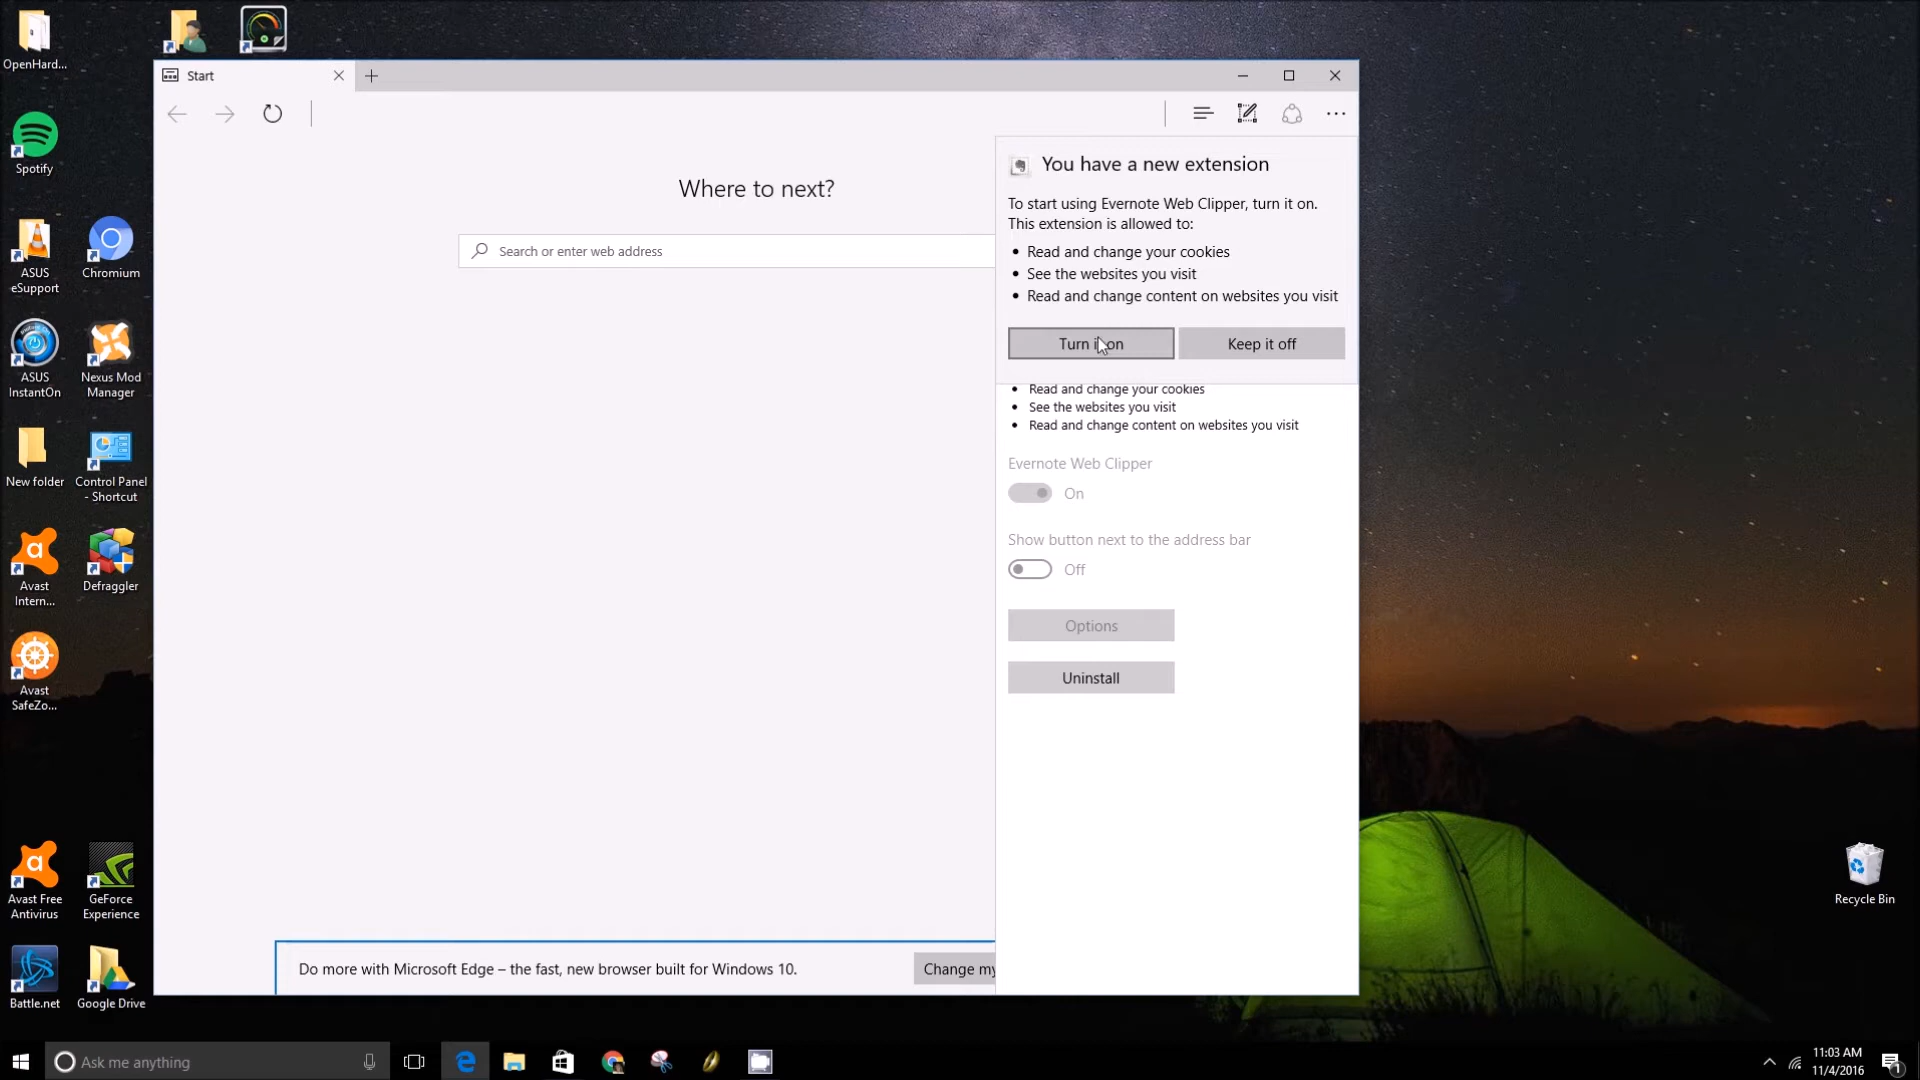 OpenHard...
Spotify
ASUS
eSupport
Chromium
ASUS
InstantOn
Nexus Mod
Manager
New folder
Control Panel
- Shortcut
Avast
Intern...
Defraggler
Avast
SafeZo...
Avast Free
Antivirus
GeForce
Experience
Battle.net
Google Drive
Recycle Bin
Start
Where to next?
Search or enter web address
You have a new extension
To start using Evernote Web Clipper, turn it on.
This extension is allowed to:
• Read and change your cookies
• See the websites you visit
• Read and change content on websites you visit
Turn it on
Keep it off
• Read and change your cookies
• See the websites you visit
• Read and change content on websites you visit
Evernote Web Clipper
On
Show button next to the address bar
Off
Options
Uninstall
Do more with Microsoft Edge – the fast, new browser built for Windows 10.
Change my
Ask me anything
11:03 AM
11/4/2016
1